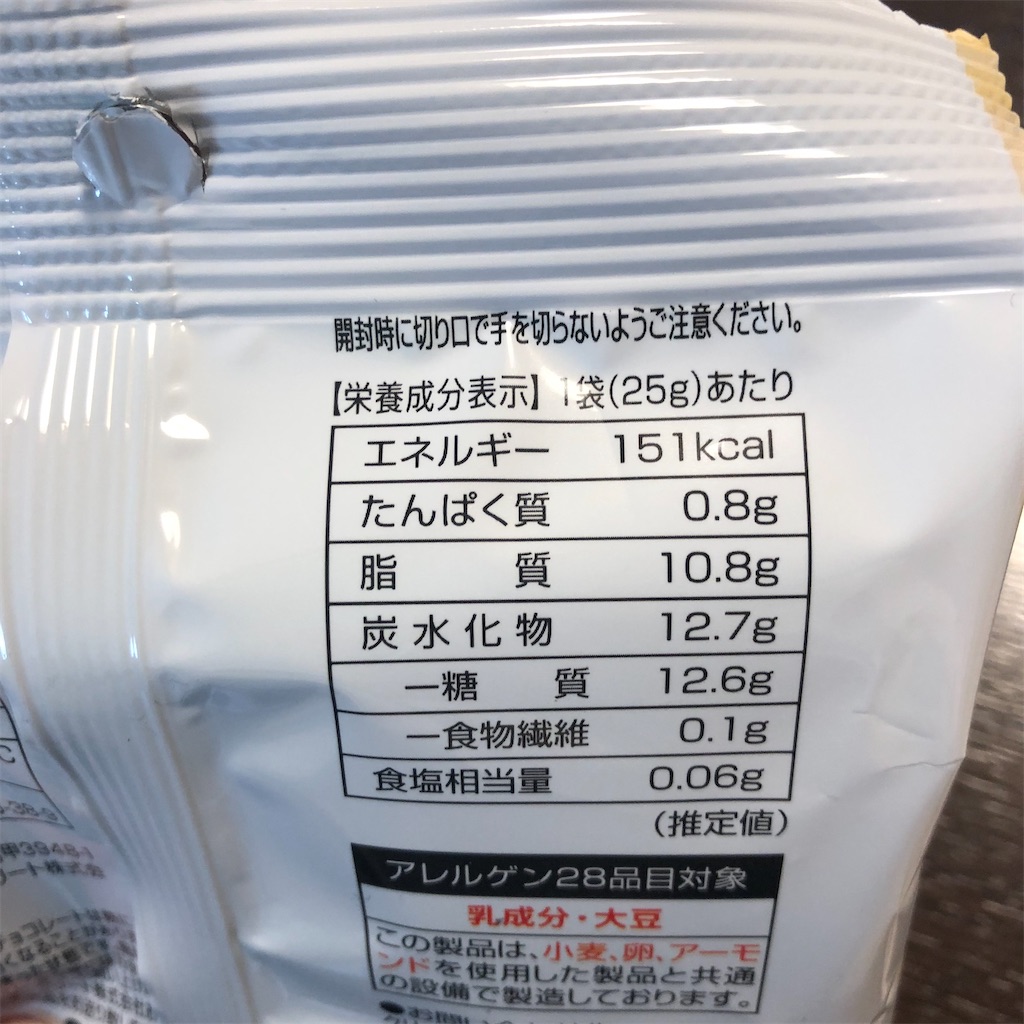 開封時に切り口で手を切らないようご注意ください。
【栄養成分表示】1袋(25g)あたり
エネルギー 151kcal
たんぱく質 0.8g
脂質 10.8g
炭水化物 12.7g
ー糖質 12.6g
ー食物繊維 0.1g
食塩相当量 0.06g
(推定値)
アレルゲン28品目対象
乳成分・大豆
この製品は、小麦、卵、アーモ
ンドを使用した製品と共通
の設備で製造しております。